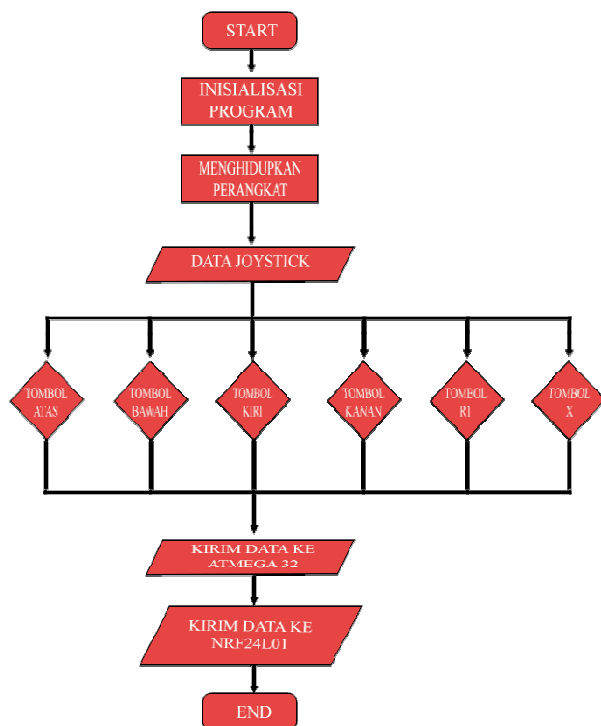 START
INISIALISASI
PROGRAM
MENGHIDUPKAN
PERANGKAT
DATA JOYSTICK
TOMBOL
ATAS
TOMBOL
BAWAH
TOMBOL
KIRI
TOMBOL
KANAN
TOMBOL
R1
TOMBOL
X
KIRIM DATA KE
ATMEGA 32
KIRIM DATA KE
NRF24L01
END